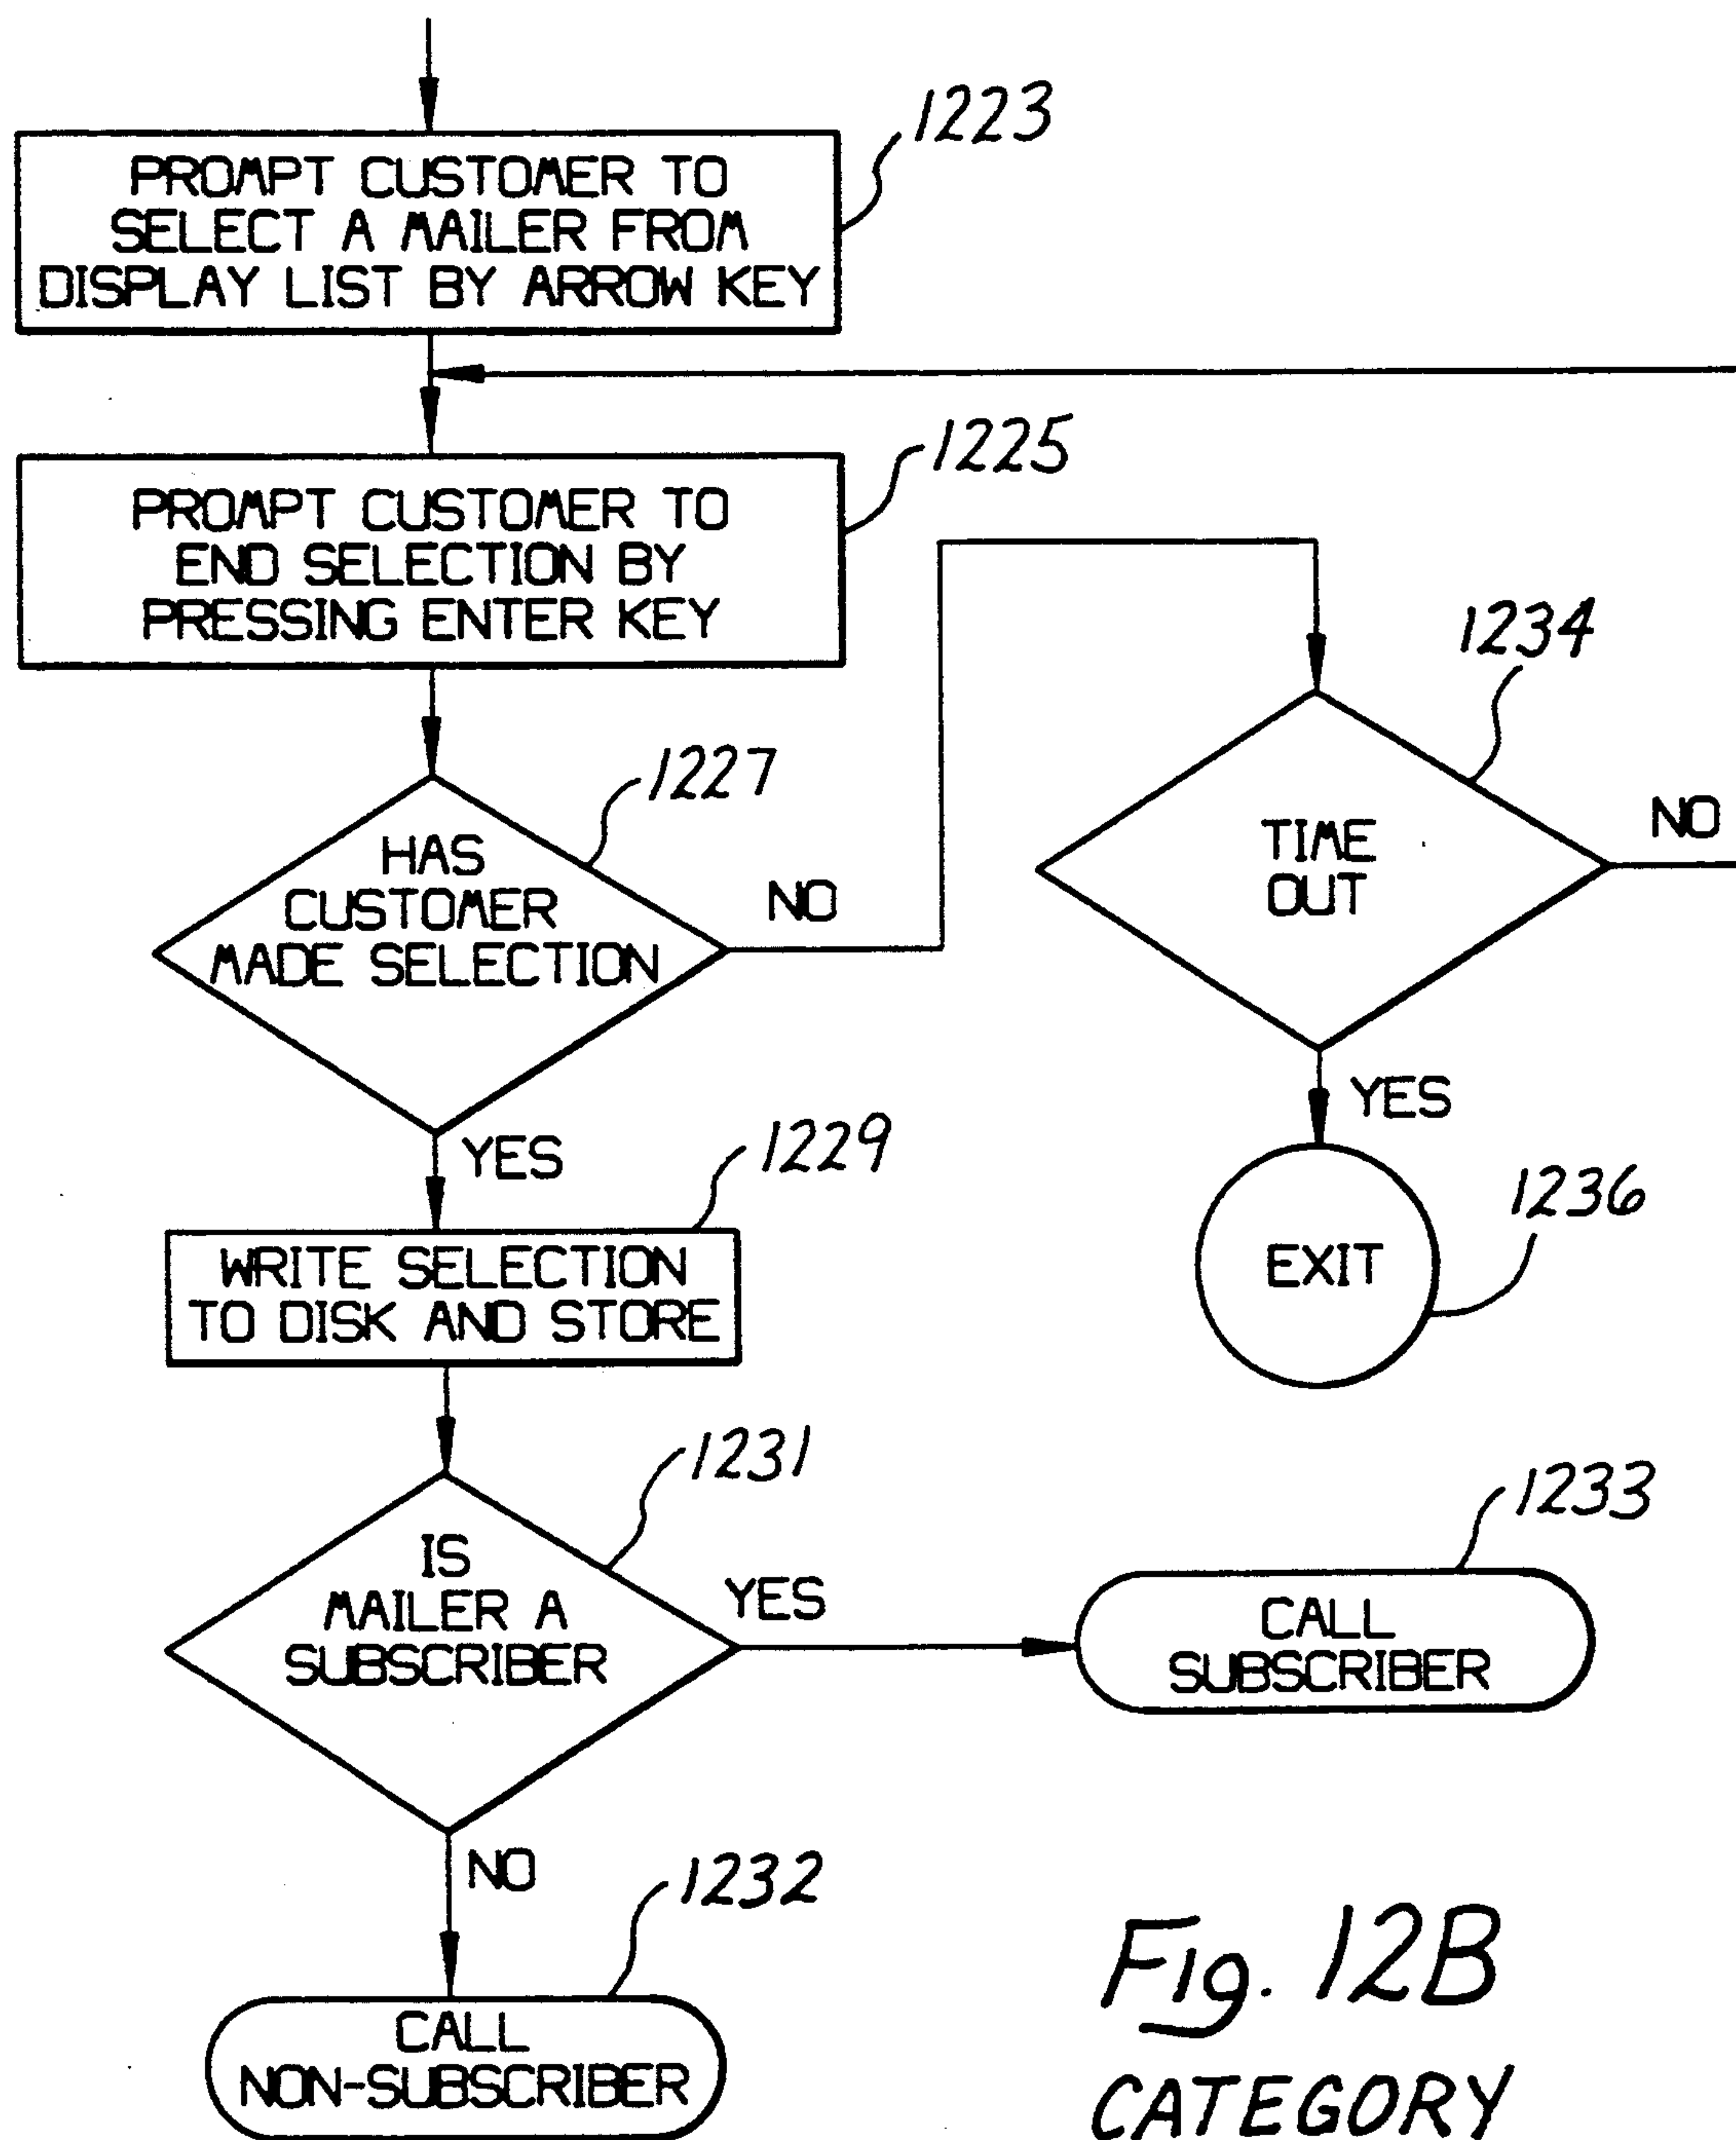 1223
PROMPT CUSTOMER TO
SELECT A MAILER FROM
DISPLAY LIST BY ARROW KEY
1225
PROMPT CUSTOMER TO
END SELECTION BY
PRESSING ENTER KEY
1227
HAS
CUSTOMER
MADE SELECTION
NO
YES
1234
TIME
OUT
NO
YES
1236
EXIT
1229
WRITE SELECTION
TO DISK AND STORE
1231
IS
MAILER A
SUBSCRIBER
YES
NO
1233
CALL
SUBSCRIBER
1232
CALL
NON-SUBSCRIBER
Fig. 12B
CATEGORY